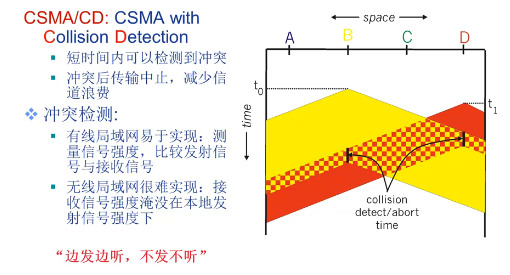 CSMA/CD: CSMA with
Collision Detection
短时间内可以检测到冲突
冲突后传输中止，减少信
道浪费
冲突检测:
有线局域网易于实现：测
量信号强度，比较发射信
号与接收信号
无线局域网很难实现：接
收信号强度淹没在本地发
射信号强度下
“边发边听，不发不听”
space
A B C D
t0
t1
time
collision
detect/abort
time